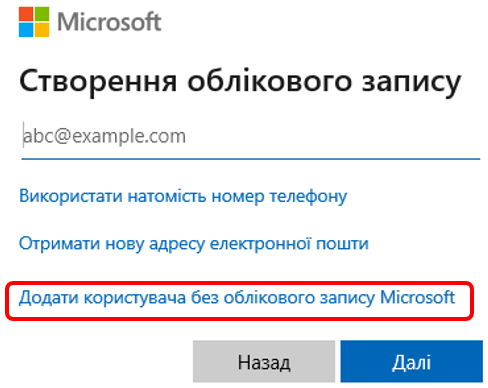 Microsoft
Створення облікового запису
abc@example.com
Використати натомість номер телефону
Отримати нову адресу електронної пошти
Додати користувача без облікового запису Microsoft
Назад
Далі